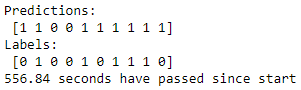 Predictions:
[1 1 0 0 1 1 1 1 1 1]
Labels:
[0 1 0 0 1 0 1 1 1 0]
556.84 seconds have passed since start